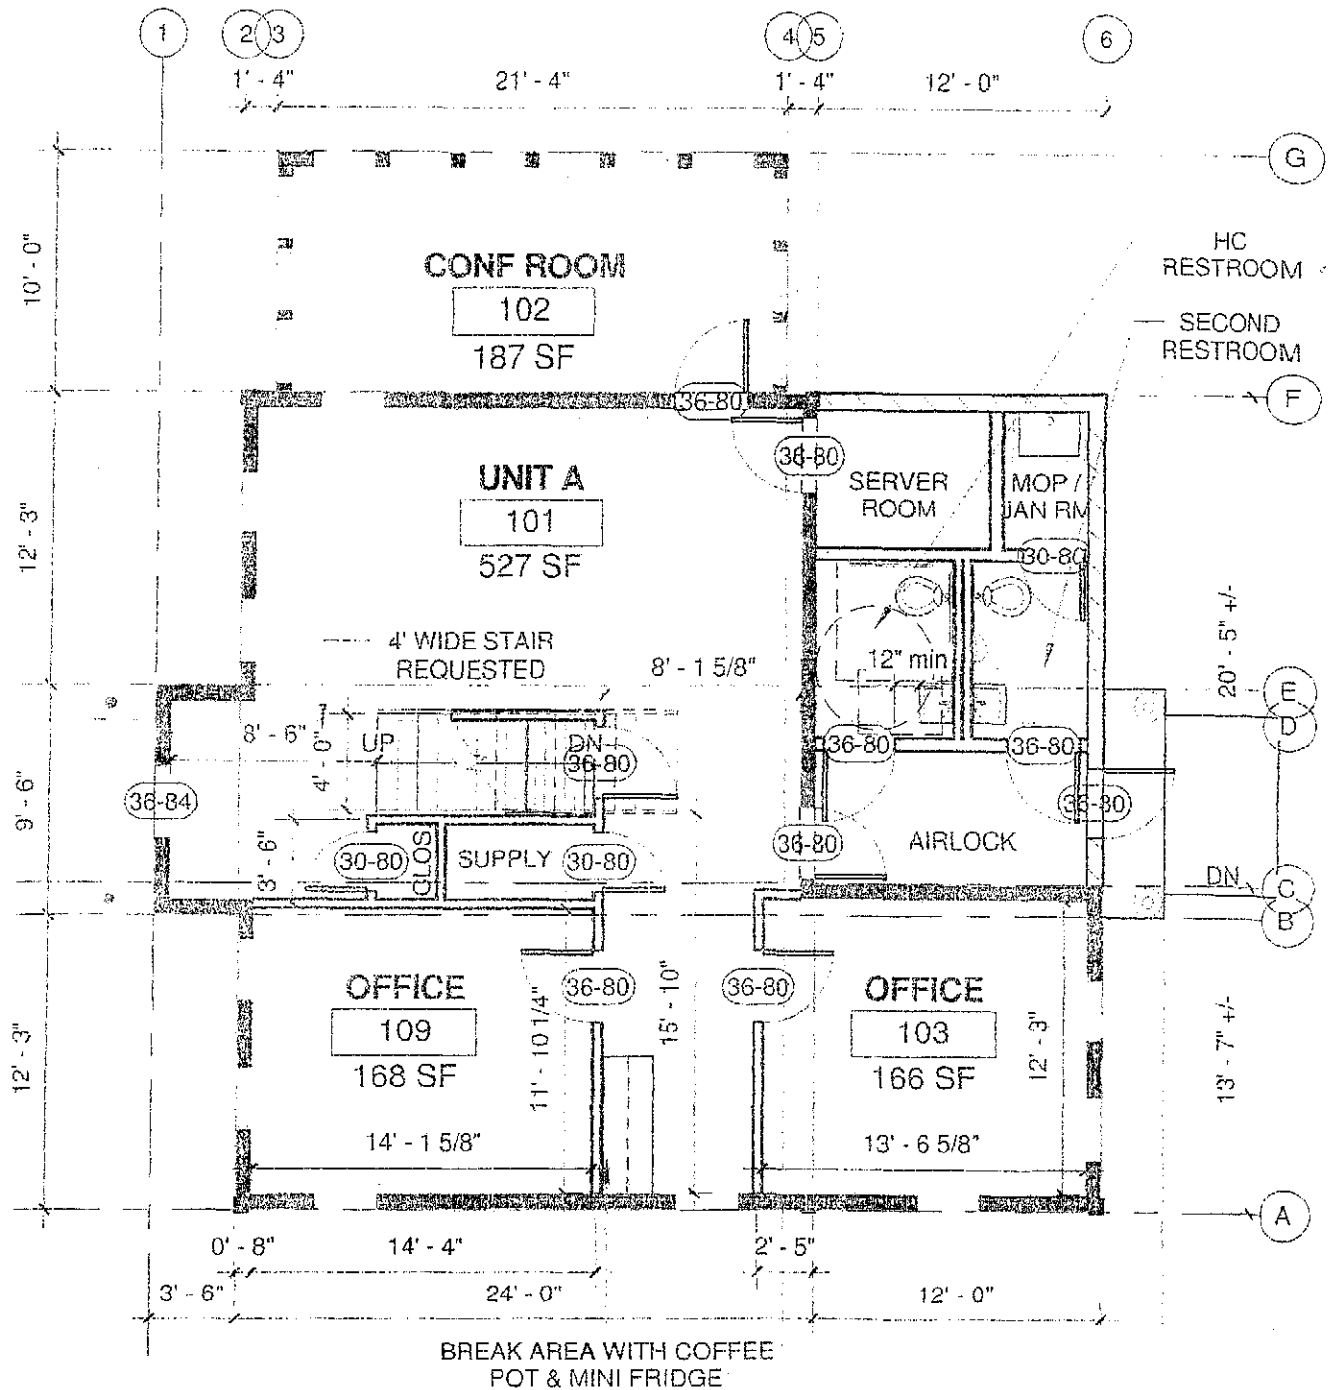 1
2
3
4
5
6
1' - 4"
21' - 4"
1' - 4"
12' - 0"
G
10' - 0"
HC
RESTROOM
CONF ROOM
102
187 SF
SECOND
RESTROOM
36-80
F
36-80
UNIT A
101
527 SF
SERVER
ROOM
MOP /
JAN RM
30-80
12' - 3"
4' WIDE STAIR
REQUESTED
8' - 1 5/8"
12" min
20' - 5" +/-
E
D
8' - 6"
UP
4' - 0"
DN
36-80
36-80
36-80
36-84
36-80
9' - 6"
3' - 6"
30-80
CLOS
SUPPLY
30-80
36-80
AIRLOCK
DN
C
B
OFFICE
109
168 SF
36-80
11' - 10 1/4"
15' - 10"
36-80
OFFICE
103
166 SF
12' - 3"
12' - 3"
13' - 7" +/-
14' - 1 5/8"
13' - 6 5/8"
A
0' - 8"
14' - 4"
2' - 5"
3' - 6"
24' - 0"
12' - 0"
BREAK AREA WITH COFFEE
POT & MINI FRIDGE